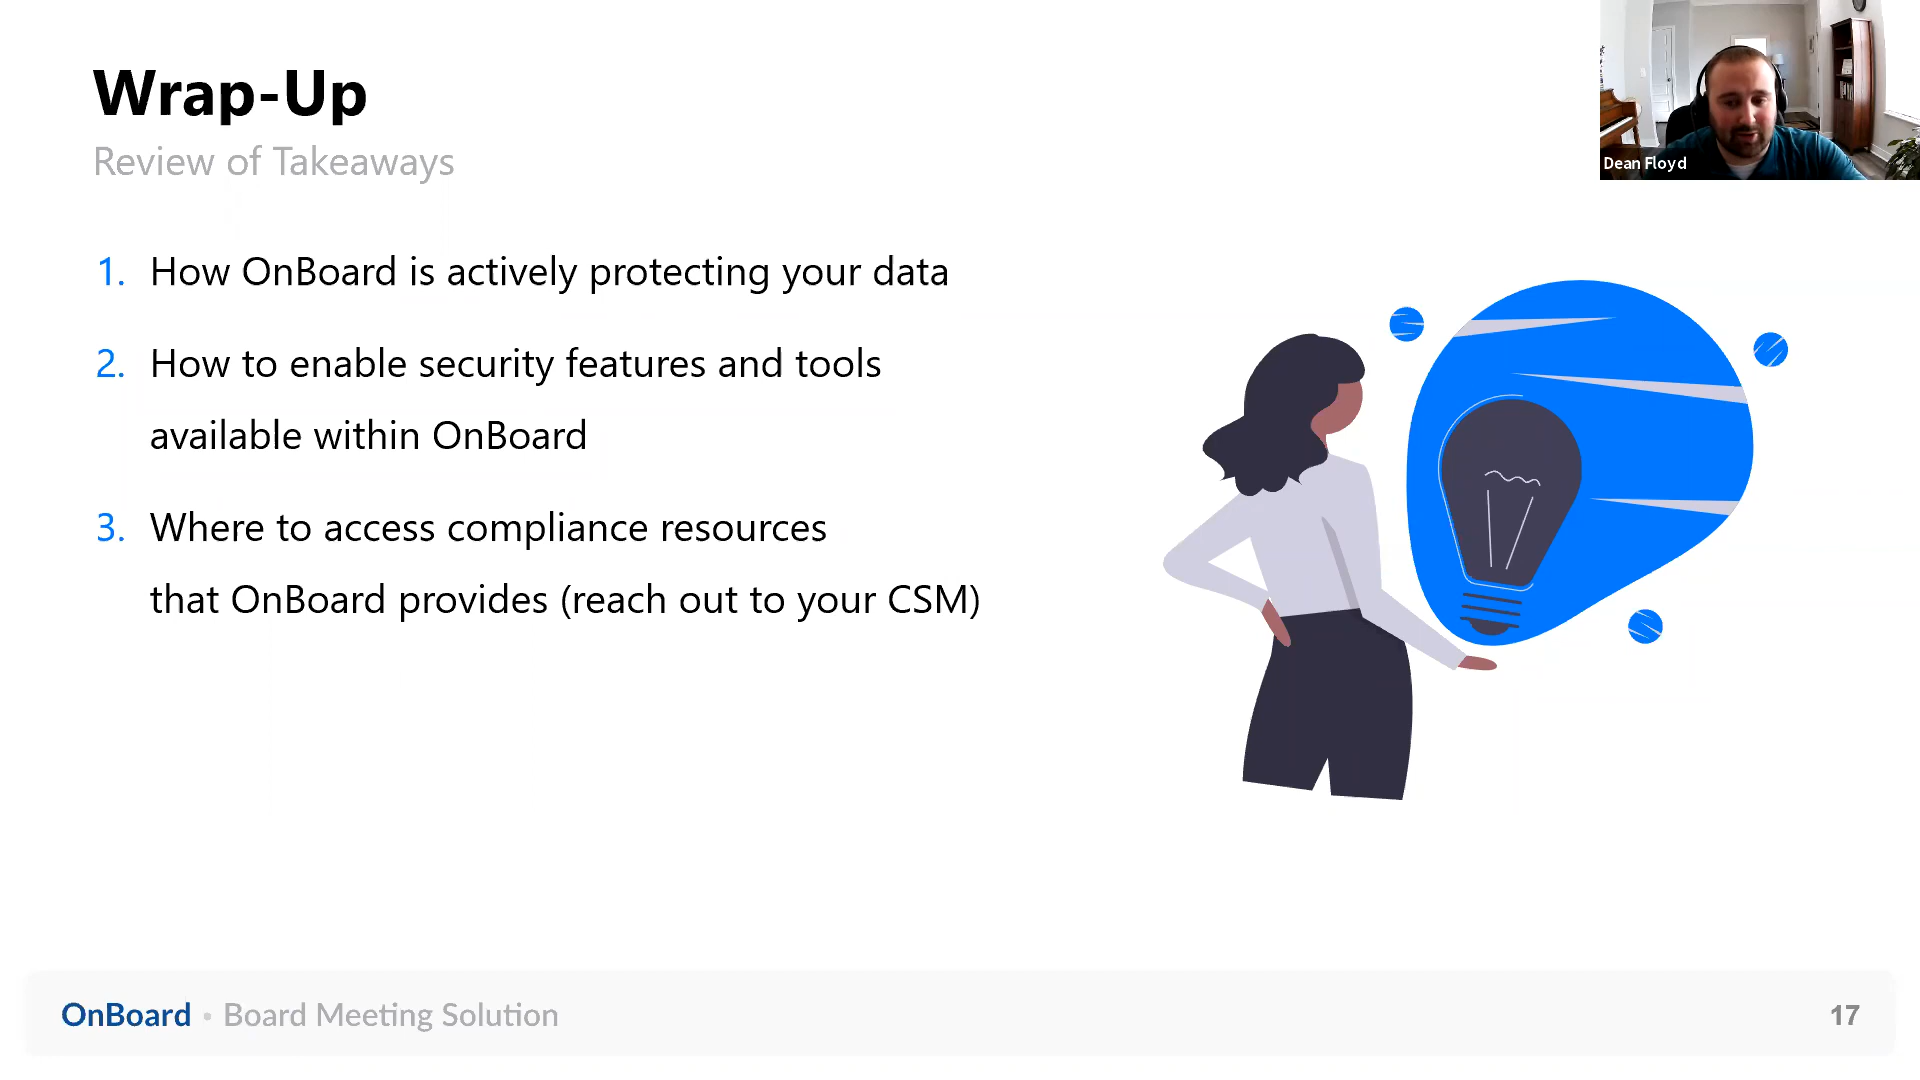 Wrap-Up
Review of Takeaways
1. How OnBoard is actively protecting your data
2. How to enable security features and tools
available within OnBoard
3. Where to access compliance resources
that OnBoard provides (reach out to your CSM)
Dean Floyd
OnBoard • Board Meeting Solution
17